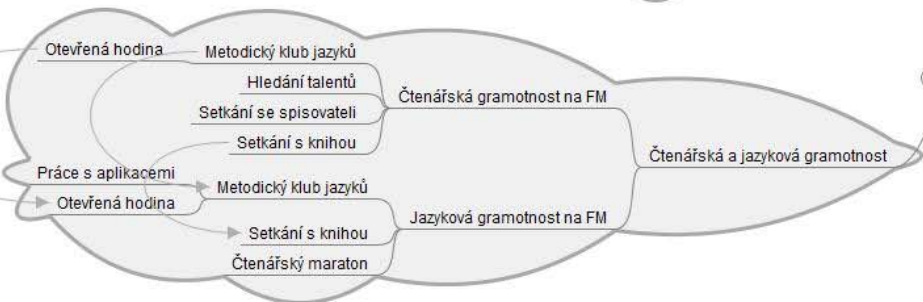 Otevřená hodina
Metodický klub jazyků
Hledání talentů
Setkání se spisovateli
Setkání s knihou
Čtenářská gramotnost na FM
Čtenářská a jazyková gramotnost
Práce s aplikacemi
Otevřená hodina
Metodický klub jazyků
Setkání s knihou
Čtenářský maraton
Jazyková gramotnost na FM